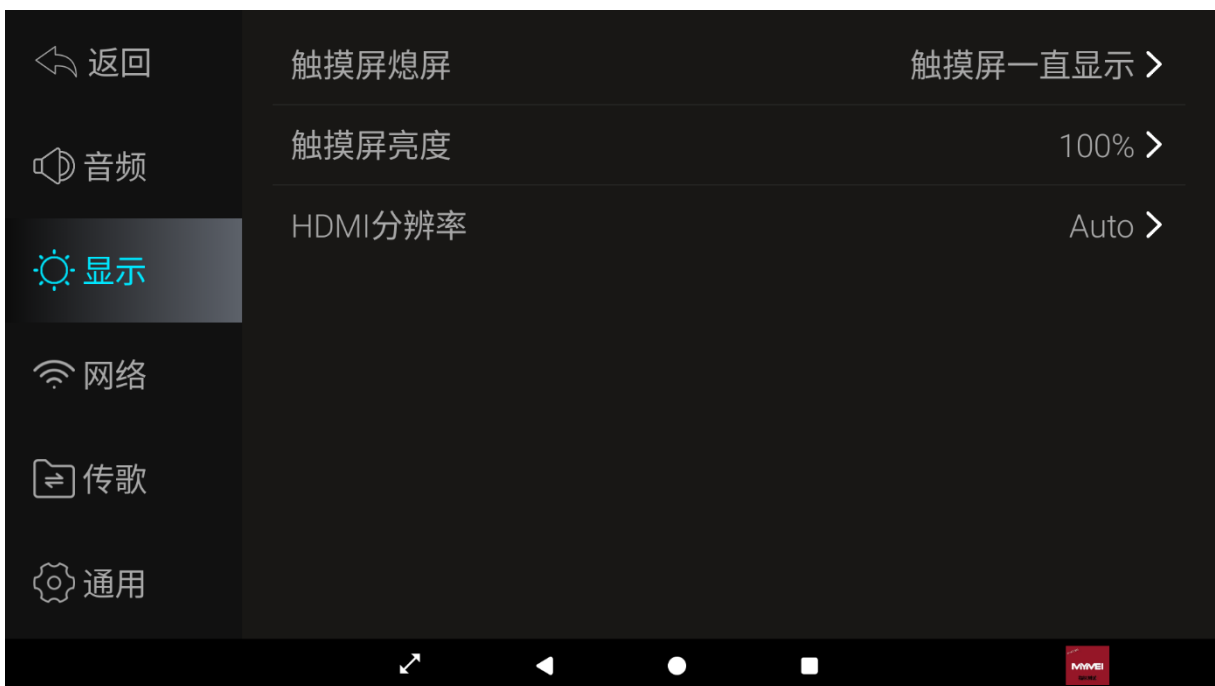 返回
触摸屏熄屏 触摸屏一直显示
触摸屏亮度 100%
音频
HDMI分辨率 Auto
显示
网络
传歌
通用
MYMEI